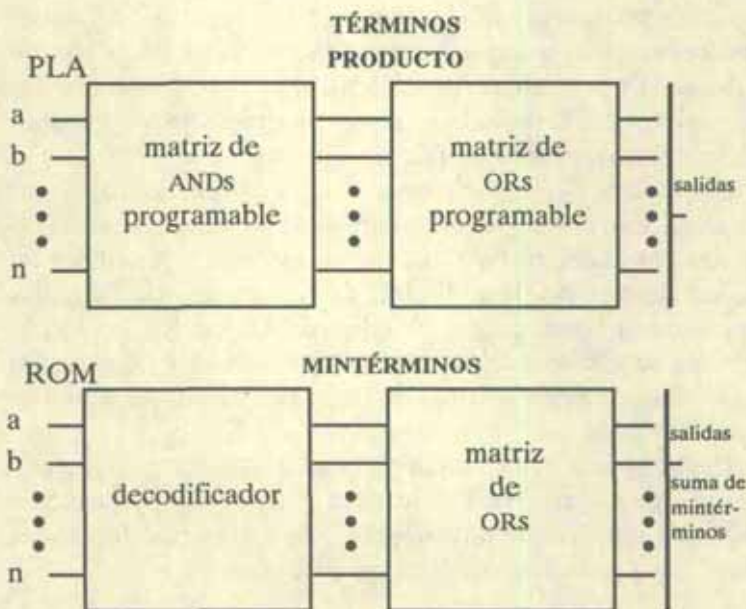 TÉRMINOS
PRODUCTO
PLA
a
b
n
matriz de
ANDs
programable
matriz de
ORs
programable
salidas
ROM
MINTÉRMINOS
a
b
n
decodificador
matriz
de
ORs
salidas
suma de
mintér-
minos